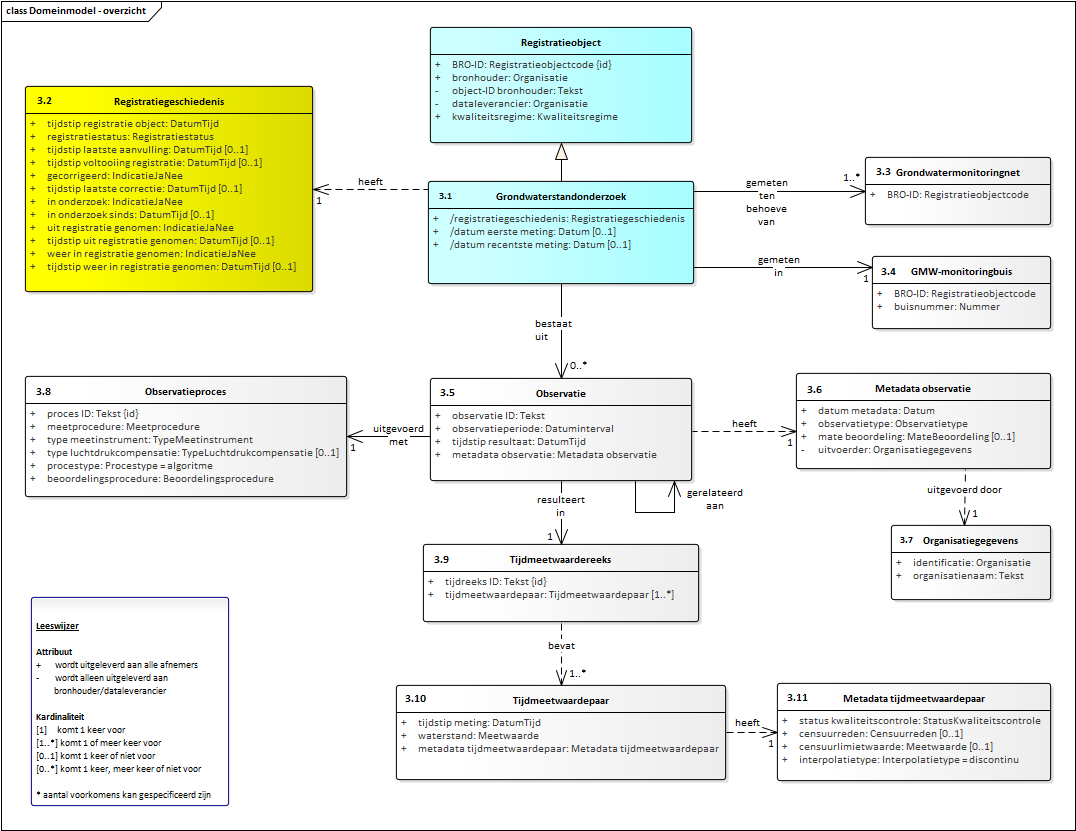 class Domeinmodel - overzicht
Registratieobject
+ BRO-ID: Registratieobjectcode {id}
+ bronhouder: Organisatie
- object-ID bronhouder: Tekst
- dataleverancier: Organisatie
+ kwaliteitsregime: Kwaliteitsregime
3.2 Registratiegeschiedenis
+ tijdstip registratie object: DatumTijd
+ registratiestatus: Registratiestatus
+ tijdstip laatste aanvulling: DatumTijd [0..1]
+ tijdstip voltooiing registratie: DatumTijd [0..1]
+ gecorrigeerd: IndicatieJaNee
+ tijdstip laatste correctie: DatumTijd [0..1]
+ in onderzoek: IndicatieJaNee
+ in onderzoek sinds: DatumTijd [0..1]
+ uit registratie genomen: IndicatieJaNee
+ tijdstip uit registratie genomen: DatumTijd [0..1]
+ weer in registratie genomen: IndicatieJaNee
+ tijdstip weer in registratie genomen: DatumTijd [0..1]
heeft
1
3.1 Grondwaterstandonderzoek
+ /registratiegeschiedenis: Registratiegeschiedenis
+ /datum eerste meting: Datum [0..1]
+ /datum recentste meting: Datum [0..1]
gemeten
ten
behoeve
van
1..*
3.3 Grondwatermonitoringnet
+ BRO-ID: Registratieobjectcode
gemeten
in
1
3.4 GMW-monitoringbuis
+ BRO-ID: Registratieobjectcode
+ buisnummer: Nummer
bestaat
uit
0..*
3.8 Observatieproces
+ proces ID: Tekst {id}
+ meetprocedure: Meetprocedure
+ type meetinstrument: TypeMeetinstrument
+ type luchtdrukcompensatie: TypeLuchtdrukcompensatie [0..1]
+ procestype: Procestype = algoritme
+ beoordelingsprocedure: Beoordelingsprocedure
uitgevoerd
met
1
3.5 Observatie
+ observatie ID: Tekst
+ observatieperiode: Datuminterval
+ tijdstip resultaat: DatumTijd
+ metadata observatie: Metadata observatie
heeft
1
3.6 Metadata observatie
+ datum metadata: Datum
+ observatietype: Observatietype
+ mate beoordeling: MateBeoordeling [0..1]
- uitvoerder: Organisatiegegevens
gerelateerd
aan
uitgevoerd door
1
3.7 Organisatiegegevens
+ identificatie: Organisatie
+ organisatienaam: Tekst
resulteert
in
1
3.9 Tijdmeetwaardereeks
+ tijdreeks ID: Tekst {id}
+ tijdmeetwaardepaar: Tijdmeetwaardepaar [1..*]
bevat
1..*
3.10 Tijdmeetwaardepaar
+ tijdstip meting: DatumTijd
+ waterstand: Meetwaarde
+ metadata tijdmeetwaardepaar: Metadata tijdmeetwaardepaar
heeft
1
3.11 Metadata tijdmeetwaardepaar
+ status kwaliteitscontrole: StatusKwaliteitscontrole
+ censuurreden: Censuurreden [0..1]
+ censuurlimietwaarde: Meetwaarde [0..1]
+ interpolatietype: Interpolatietype = discontinu
Leeswijzer
Attribuut
+ wordt uitgeleverd aan alle afnemers
- wordt alleen uitgeleverd aan
bronhouder/dataleverancier
Kardinaliteit
[1] komt 1 keer voor
[1..*] komt 1 of meer keer voor
[0..1] komt 1 keer of niet voor
[0..*] komt 1 keer, meer keer of niet voor
* aantal voorkomens kan gespecificeerd zijn